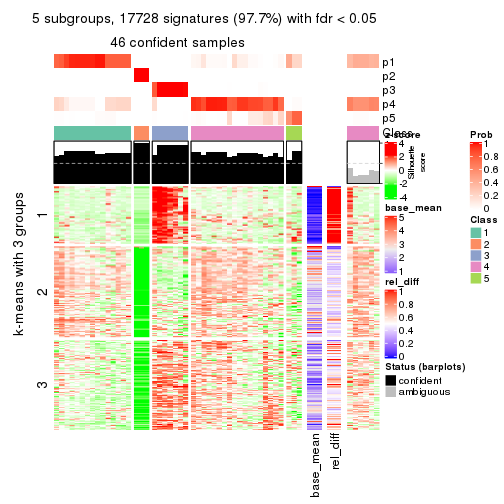 5 subgroups, 17728 signatures (97.7%) with fdr < 0.05
46 confident samples
p1
p2
p3
p4
p5
Class
k-means with 3 groups
1
2
3
base_mean
rel_diff
z-score
4
2
0
-2
-4
Silhouette
score
base_mean
5
4
3
2
1
rel_diff
1
0.8
0.6
0.4
0.2
0
Status (barplots)
confident
ambiguous
Prob
1
0.8
0.6
0.4
0.2
0
Class
1
2
3
4
5